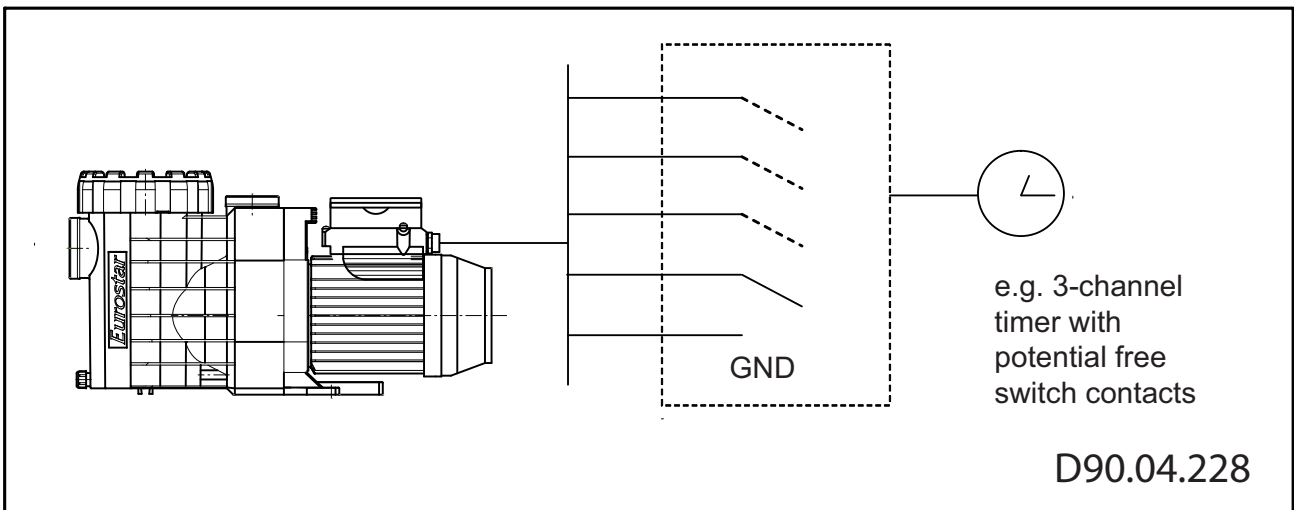 Eurostar
GND
e.g. 3-channel
timer with
potential free
switch contacts
D90.04.228